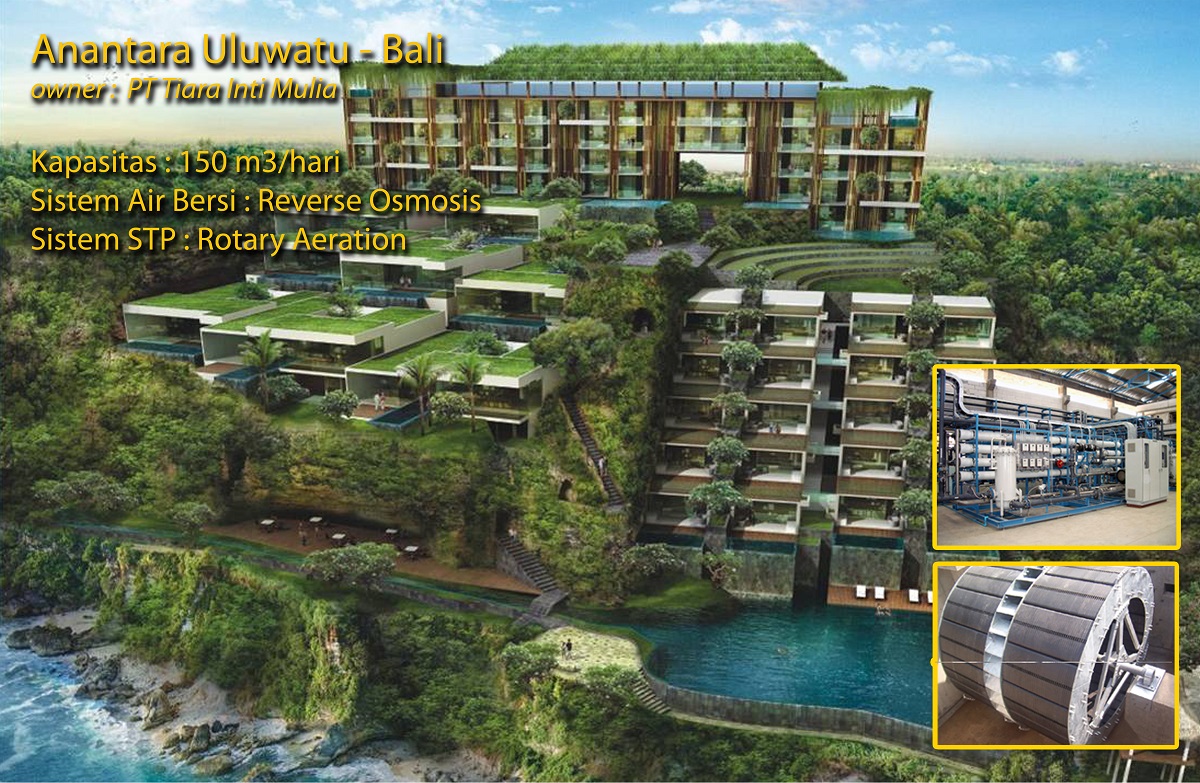 Anantara Uluwatu - Bali
owner : PT Tiara Inti Mulia
Kapasitas : 150 m3/hari
Sistem Air Bersi : Reverse Osmosis
Sistem STP : Rotary Aeration